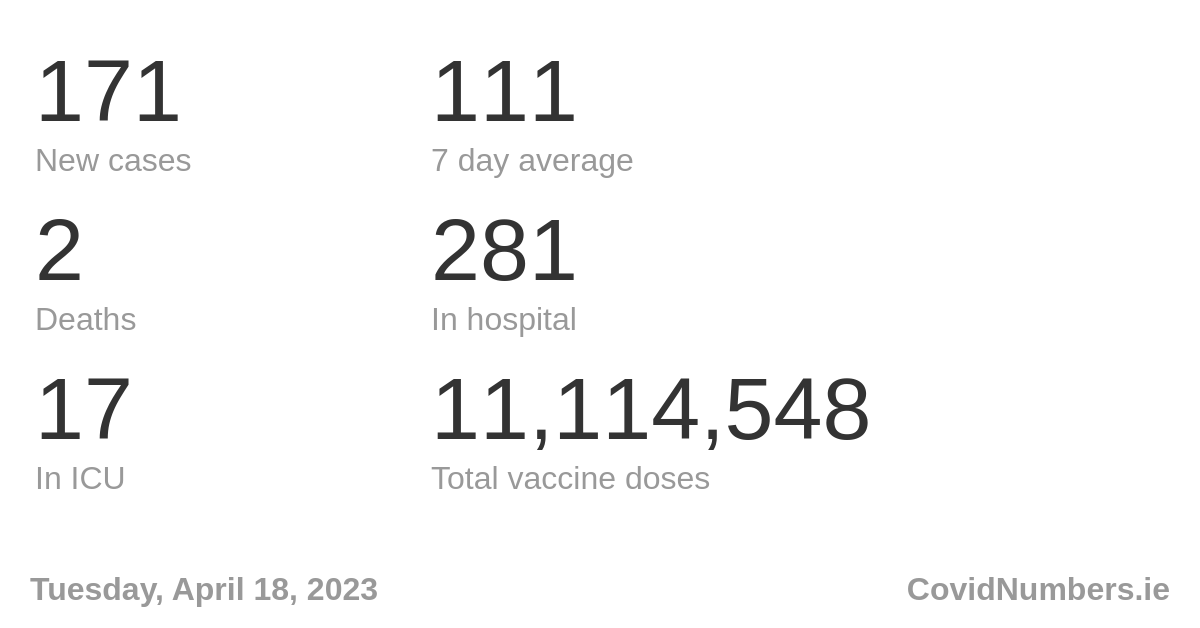 171
111
New cases
7 day average
2
281
Deaths
In hospital
17
11,114,548
In ICU
Total vaccine doses
Tuesday, April 18, 2023
CovidNumbers.ie